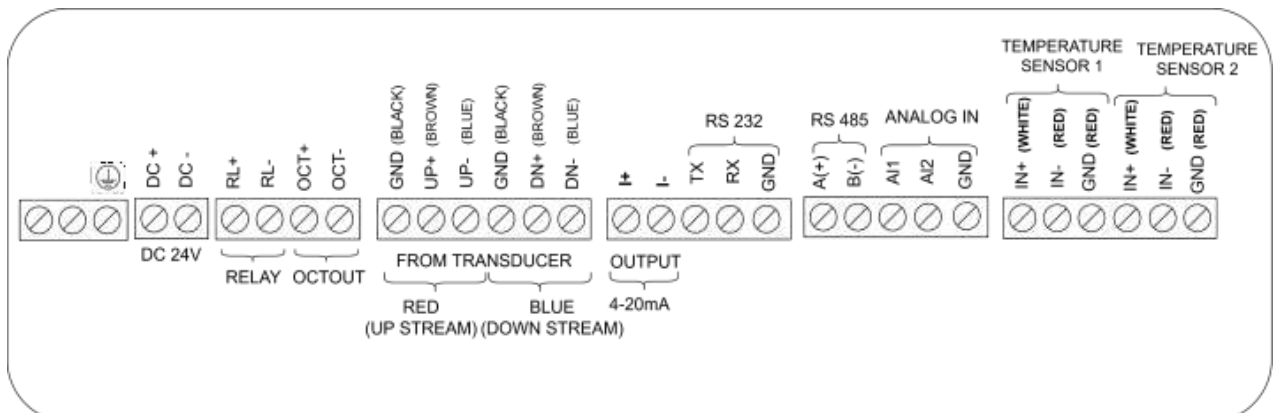 TEMPERATURE SENSOR 1
TEMPERATURE SENSOR 2
RS 232
RS 485
ANALOG IN
DC +
DC -
RL+
RL-
OCT+
OCT-
GND (BLACK)
UP+ (BROWN)
UP- (BLUE)
GND (BLACK)
DN+ (BROWN)
DN- (BLUE)
I+
I-
TX
RX
GND
A(+)
B(-)
AI1
AI2
GND
IN+ (WHITE)
IN- (RED)
GND (RED)
IN+ (WHITE)
IN- (RED)
GND (RED)
DC 24V
RELAY
OCTOUT
FROM TRANSDUCER
OUTPUT
4-20mA
RED
(UP STREAM)
BLUE
(DOWN STREAM)